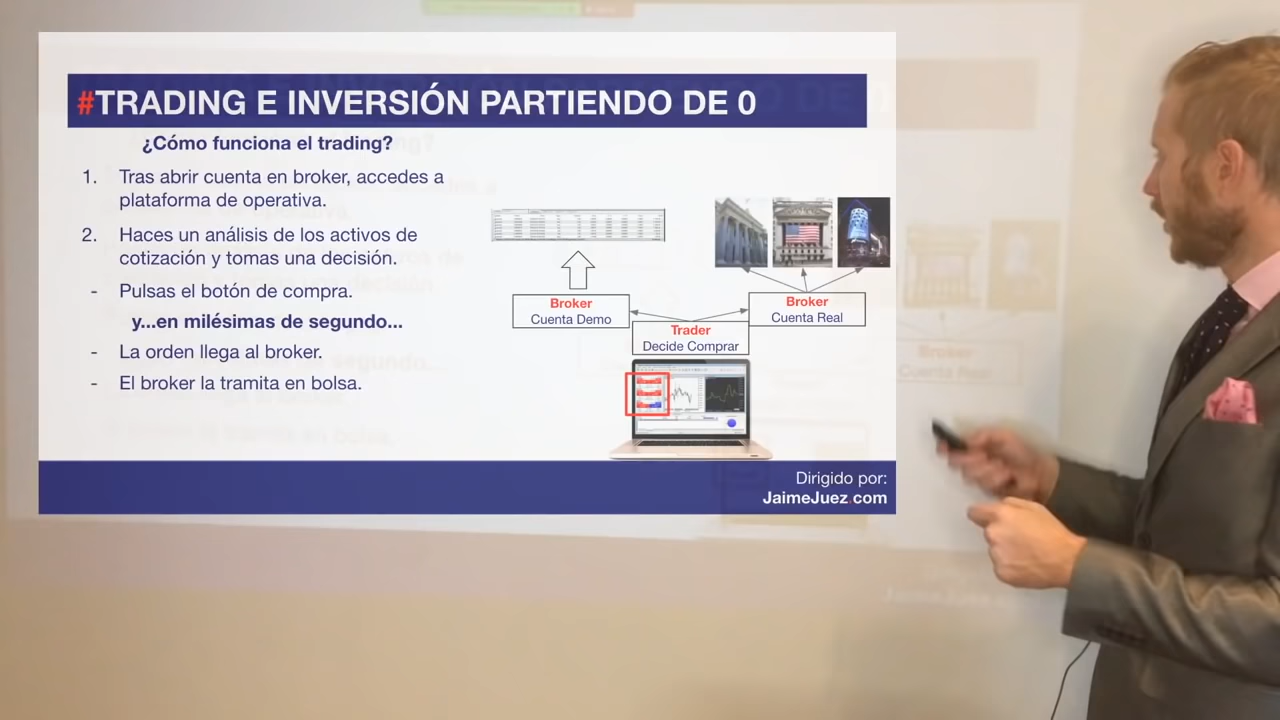 #TRADING E INVERSIÓN PARTIENDO DE 0
¿Cómo funciona el trading?
1. Tras abrir cuenta en broker, accedes a
plataforma de operativa.
2. Haces un análisis de los activos de
cotización y tomas una decisión.
- Pulsas el botón de compra.
y...en milésimas de segundo...
- La orden llega al broker.
- El broker la tramita en bolsa.
Broker
Cuenta Demo
Broker
Cuenta Real
Trader
Decide Comprar
Dirigido por:
JaimeJuez.com